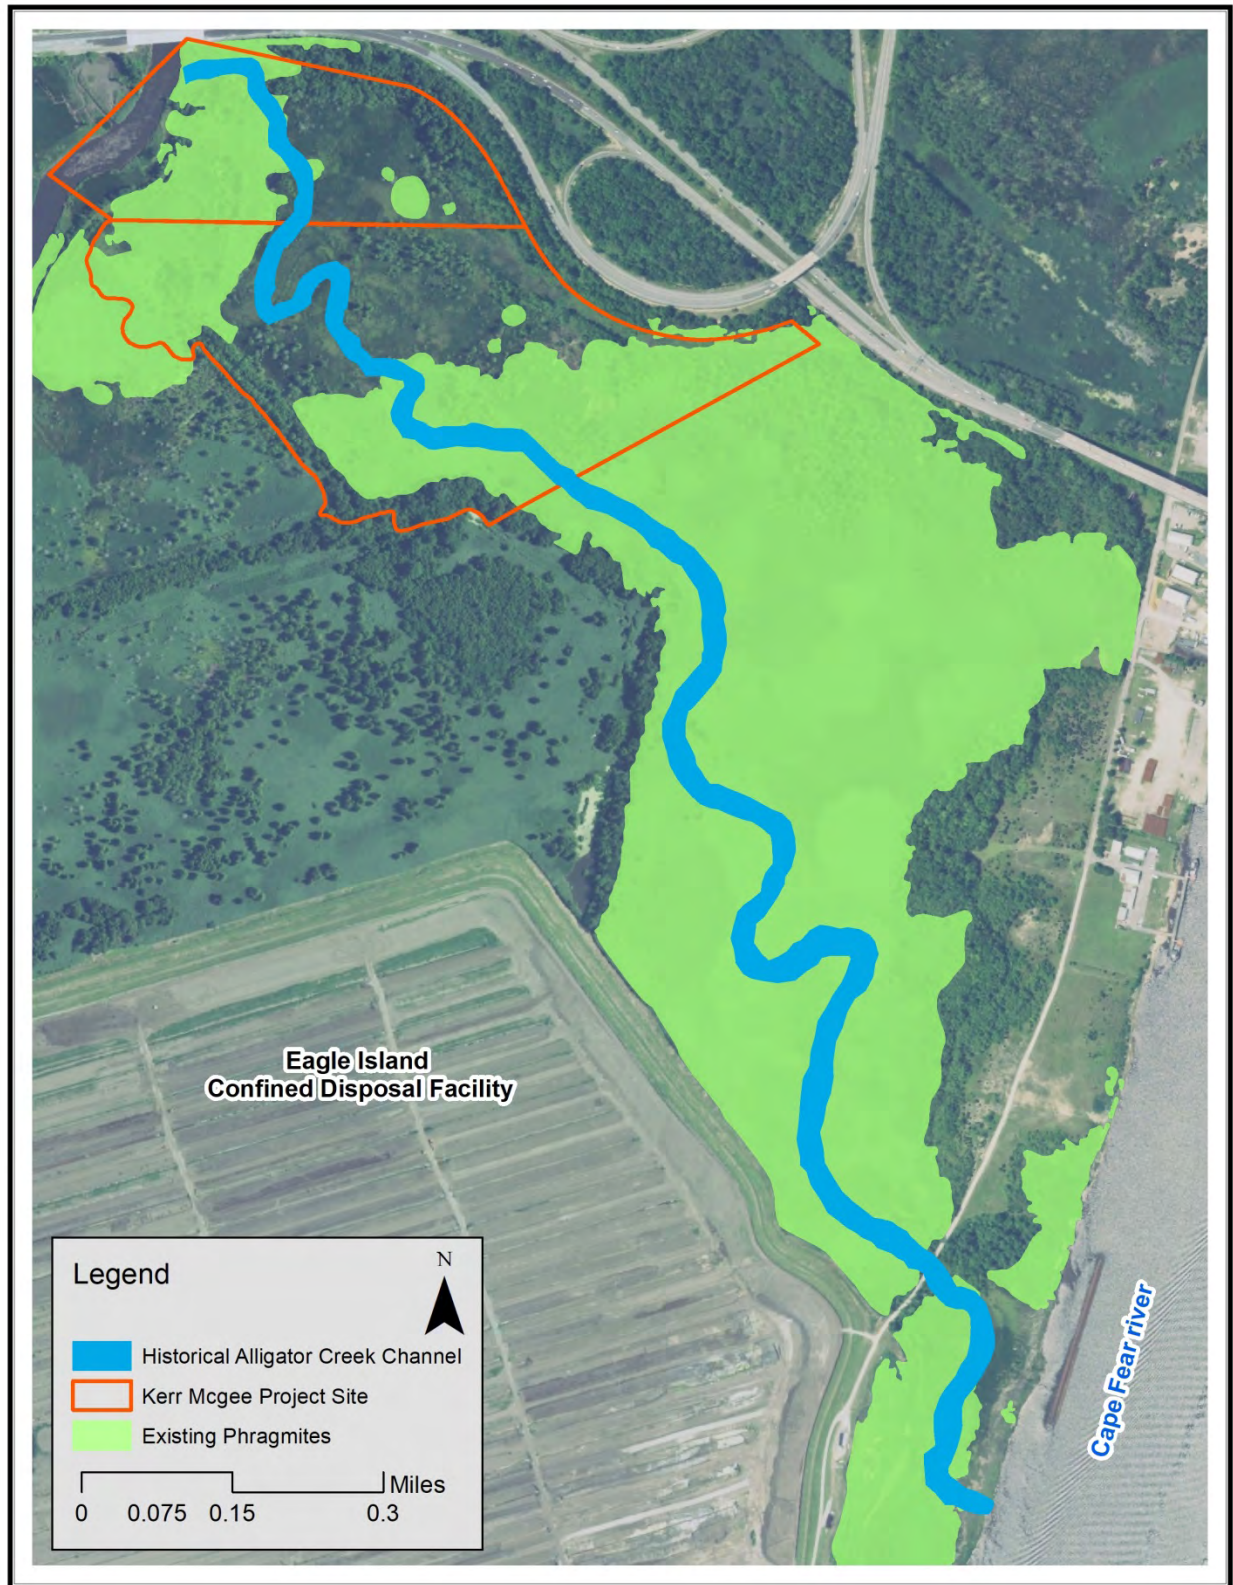 Eagle Island
Confined Disposal Facility
Cape Fear river
Legend
N
Historical Alligator Creek Channel
Kerr Mcgee Project Site
Existing Phragmites
Miles
0 0.075 0.15 0.3